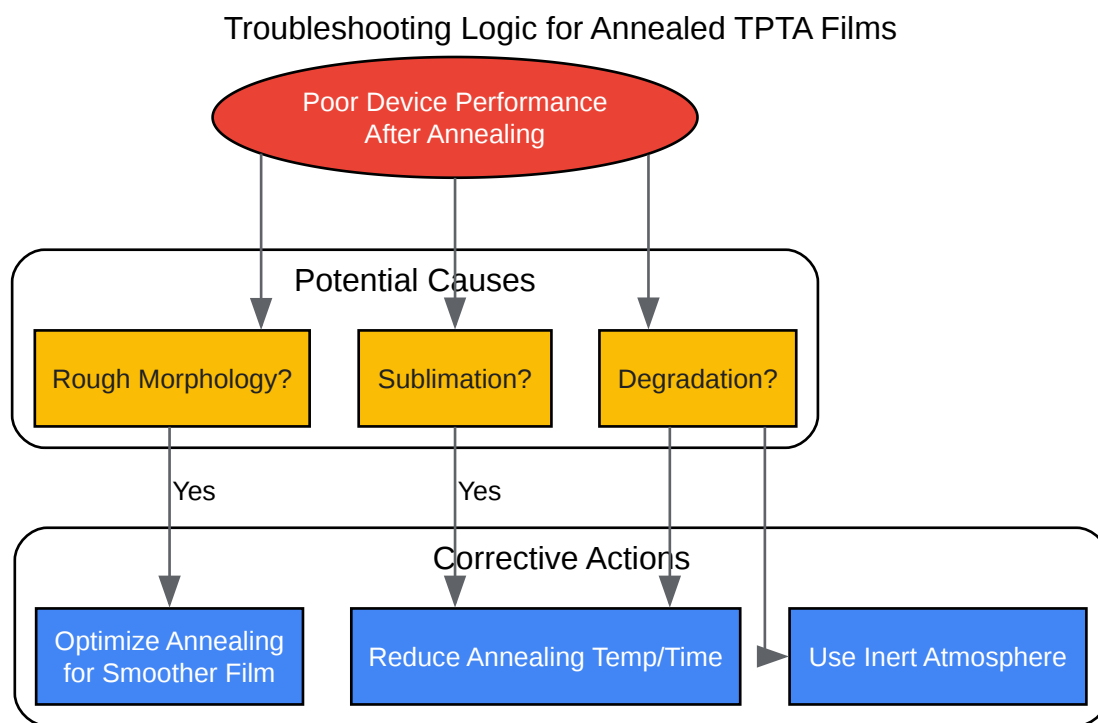 Troubleshooting Logic for Annealed TPTA Films
Poor Device Performance
After Annealing
Potential Causes
Rough Morphology?
Sublimation?
Degradation?
Yes
Yes
Corrective Actions
Optimize Annealing
for Smoother Film
Reduce Annealing Temp/Time
Use Inert Atmosphere